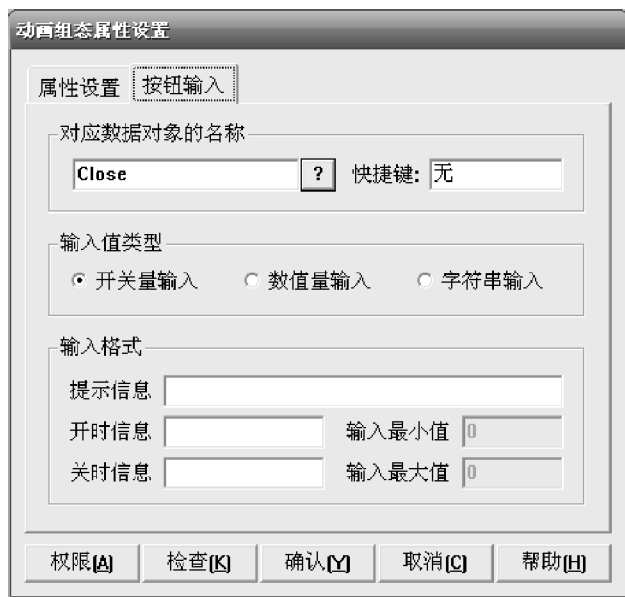 动画组态属性设置
属性设置 按钮输入
对应数据对象的名称
Close ? 快捷键: 无
输入值类型
开关量输入 数值量输入 字符串输入
输入格式
提示信息
开时信息 输入最小值 0
关时信息 输入最大值 0
权限(A) 检查(K) 确认(Y) 取消(C) 帮助(H)